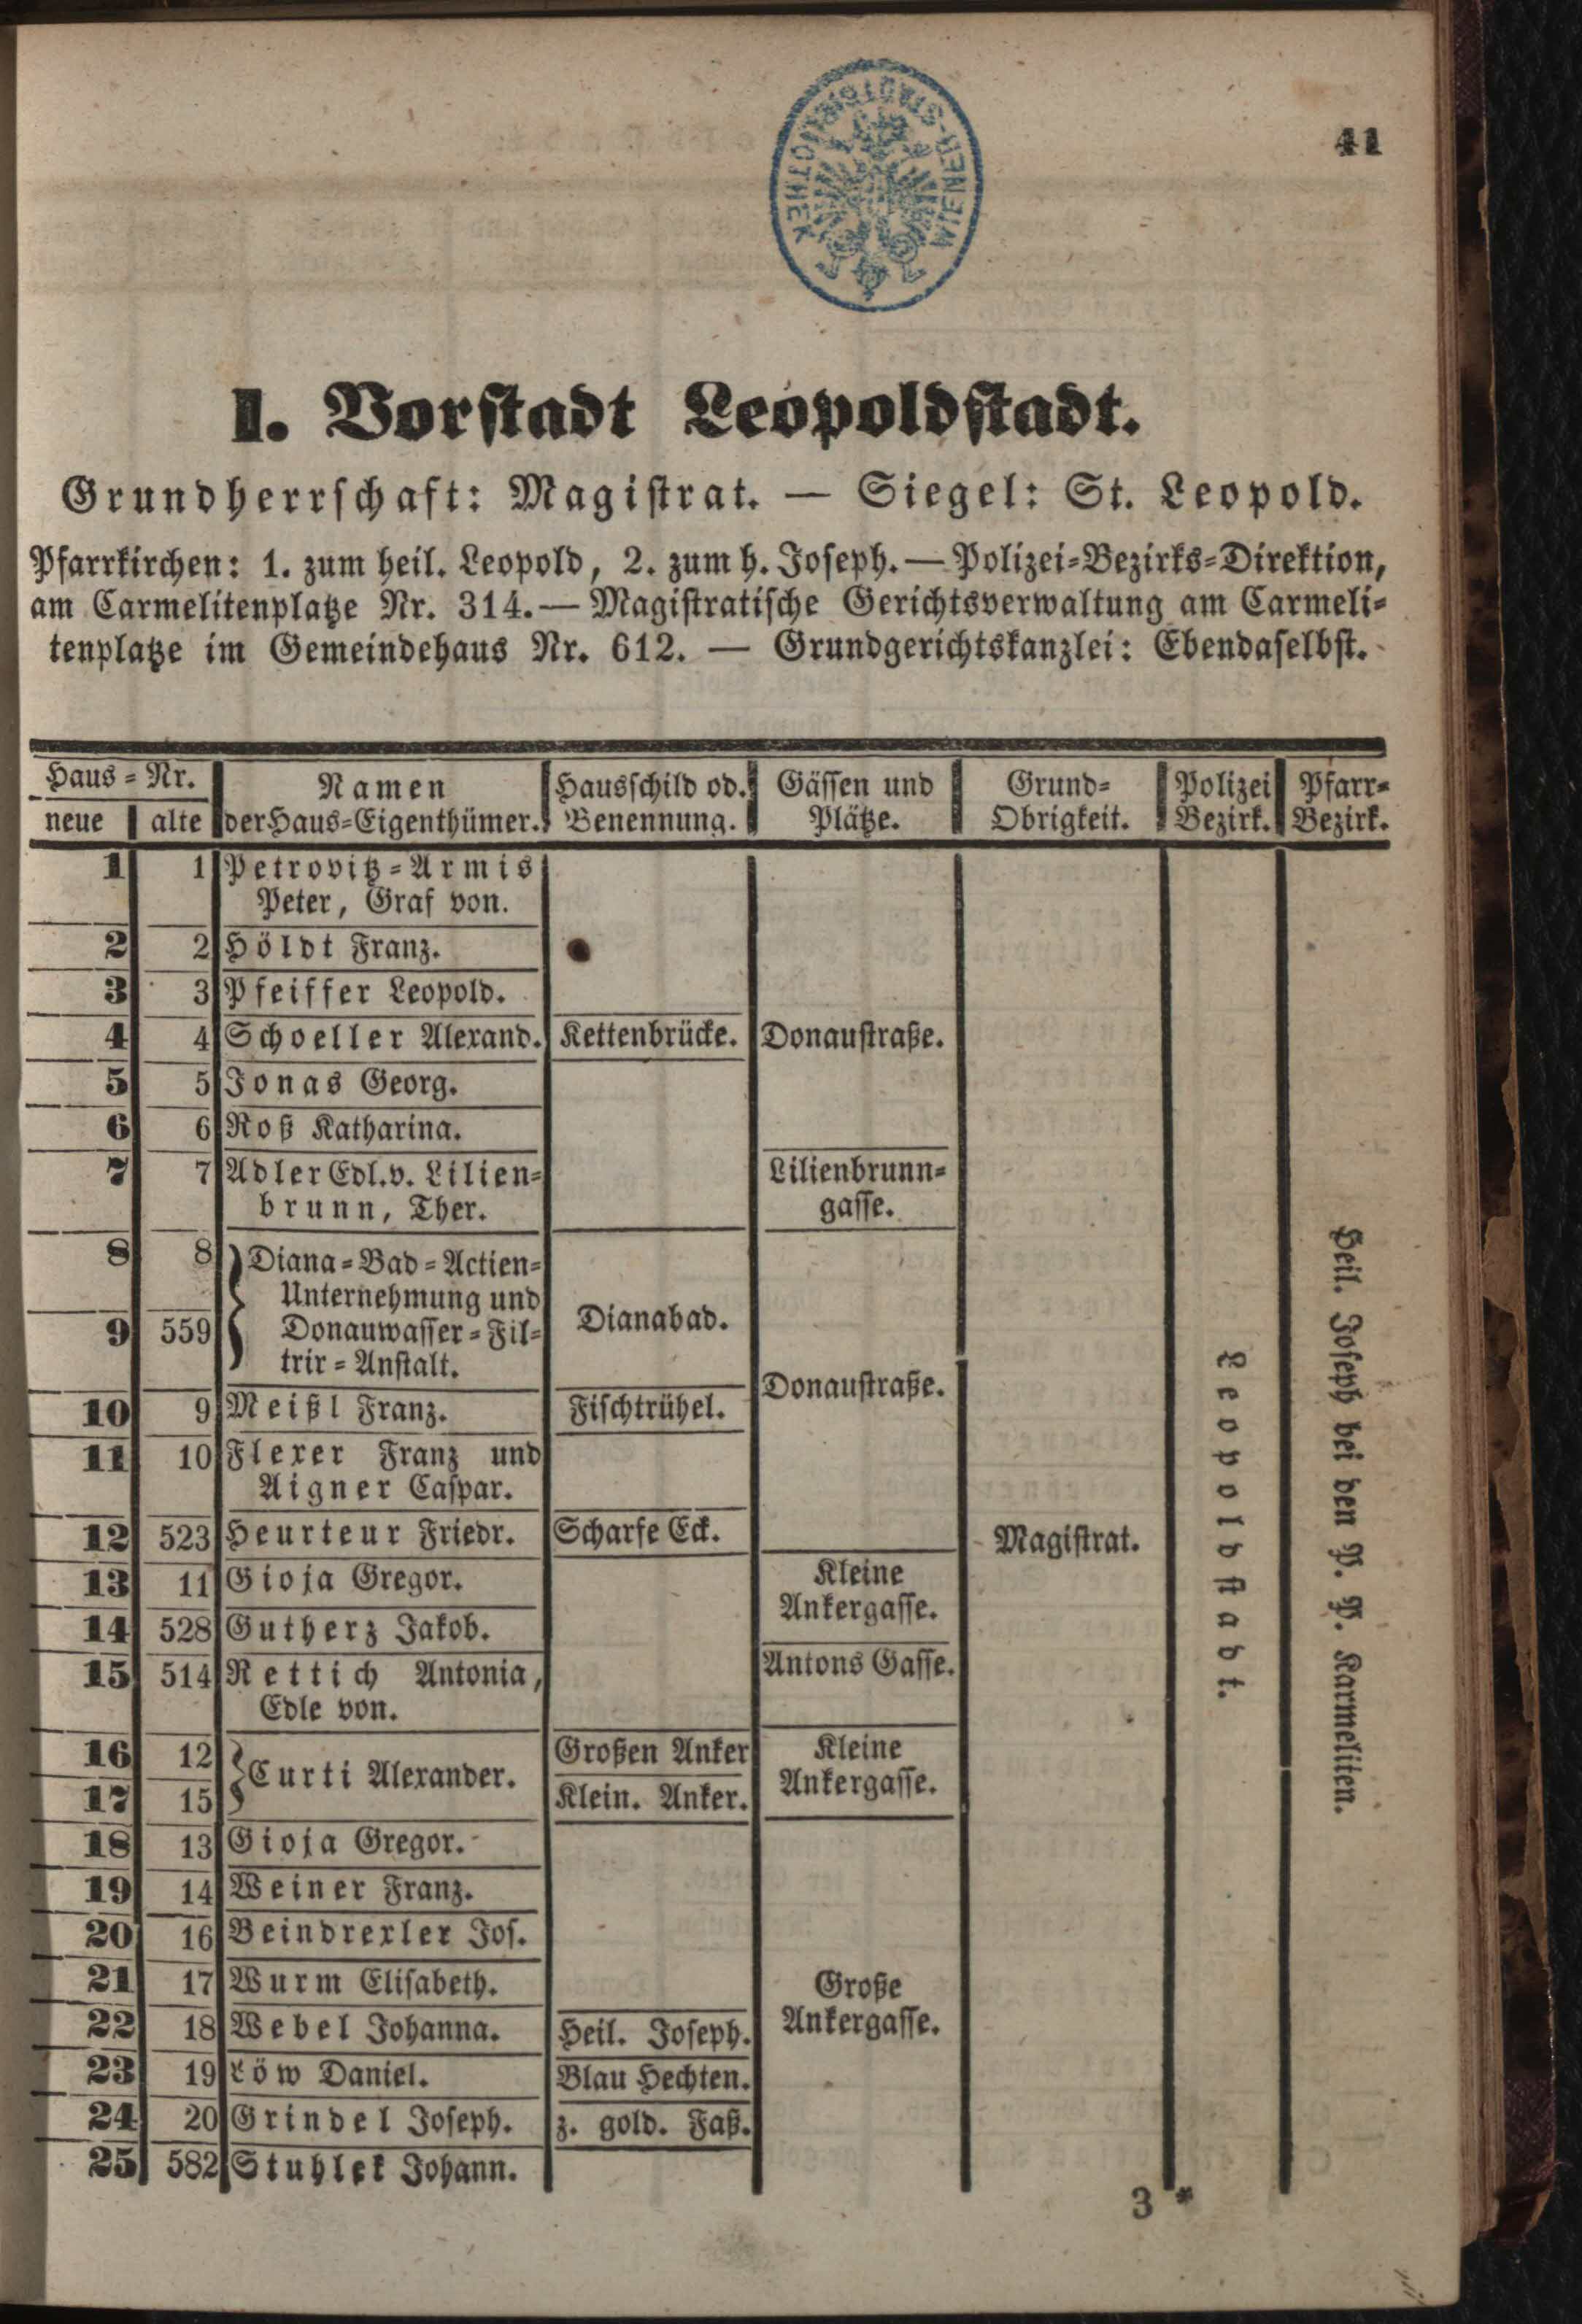 41
WIENER-STADTBIBLIOTHEK
I. Vorstadt Leopoldstadt.
Grundherrschaft: Magistrat. — Siegel: St. Leopold.
Pfarrkirchen: 1. zum heil. Leopold, 2. zum h. Joseph. — Polizei-Bezirks-Direktion,
am Carmelitenplatze Nr. 314. — Magistratische Gerichtsverwaltung am Carmeli-
tenplatze im Gemeindehaus Nr. 612. — Grundgerichtskanzlei: Ebendaselbst.
Haus-Nr. Namen Hausschild od. Gässen und Grund- Polizei Pfarr-
neue alte der Haus-Eigenthümer. Benennung. Plätze. Obrigkeit. Bezirk. Bezirk.
1 1 Petrovitz-Armis
Peter, Graf von.
2 2 Höldt Franz.
3 3 Pfeiffer Leopold.
4 4 Schoeller Alexand. Kettenbrücke. Donaustraße.
5 5 Jonas Georg.
6 6 Roß Katharina.
7 7 Adler Edl.v. Lilien- Lilienbrunn-
brunn, Ther. gasse.
8 8 Diana-Bad-Actien-
Unternehmung und
9 559 Donauwasser-Fil- Dianabad.
trir-Anstalt.
Donaustraße.
10 9 Meißl Franz. Fischtrühel.
11 10 Flexer Franz und
Aigner Caspar.
12 523 Heurteur Friedr. Scharfe Eck. Magistrat.
13 11 Gioja Gregor. Kleine
Ankergasse.
14 528 Gutherz Jakob.
15 514 Rettich Antonia, Antons Gasse.
Edle von.
16 12 Großen Anker Kleine
Curti Alexander. Ankergasse.
17 15 Klein. Anker.
18 13 Gioja Gregor.
19 14 Weiner Franz.
20 16 Beindrexler Jos.
21 17 Wurm Elisabeth. Große
22 18 Webel Johanna. Heil. Joseph. Ankergasse.
23 19 Löw Daniel. Blau Hechten.
24 20 Grindel Joseph. z. gold. Faß.
25 582 Stuhlek Johann.
Leopoldstadt.
Heil. Joseph bei den P. P. Karmeliten.
3 *